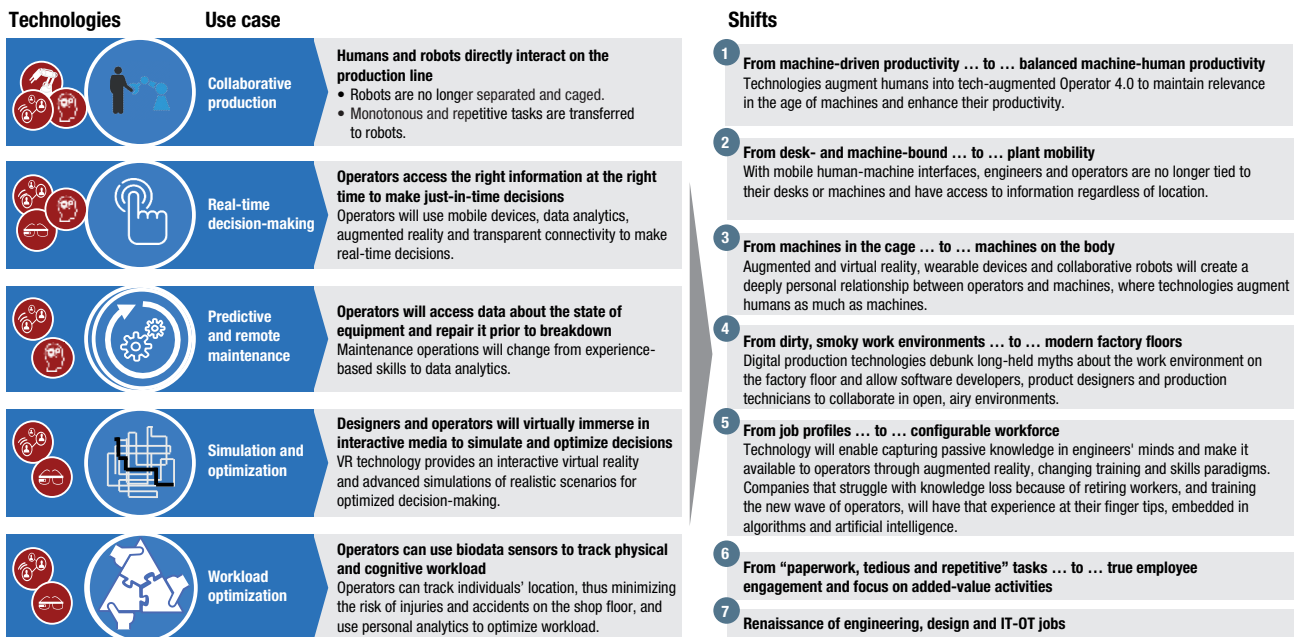 Technologies
Use case
Collaborative
production
Humans and robots directly interact on the
production line
• Robots are no longer separated and caged.
• Monotonous and repetitive tasks are transferred
to robots.
Real-time
decision-making
Operators access the right information at the right
time to make just-in-time decisions
Operators will use mobile devices, data analytics,
augmented reality and transparent connectivity to make
real-time decisions.
Predictive
and remote
maintenance
Operators will access data about the state of
equipment and repair it prior to breakdown
Maintenance operations will change from experience-
based skills to data analytics.
Simulation and
optimization
Designers and operators will virtually immerse in
interactive media to simulate and optimize decisions
VR technology provides an interactive virtual reality
and advanced simulations of realistic scenarios for
optimized decision-making.
Workload
optimization
Operators can use biodata sensors to track physical
and cognitive workload
Operators can track individuals' location, thus minimizing
the risk of injuries and accidents on the shop floor, and
use personal analytics to optimize workload.
Shifts
1
From machine-driven productivity … to … balanced machine-human productivity
Technologies augment humans into tech-augmented Operator 4.0 to maintain relevance
in the age of machines and enhance their productivity.
2
From desk- and machine-bound … to … plant mobility
With mobile human-machine interfaces, engineers and operators are no longer tied to
their desks or machines and have access to information regardless of location.
3
From machines in the cage … to … machines on the body
Augmented and virtual reality, wearable devices and collaborative robots will create a
deeply personal relationship between operators and machines, where technologies augment
humans as much as machines.
4
From dirty, smoky work environments … to … modern factory floors
Digital production technologies debunk long-held myths about the work environment on
the factory floor and allow software developers, product designers and production
technicians to collaborate in open, airy environments.
5
From job profiles … to … configurable workforce
Technology will enable capturing passive knowledge in engineers' minds and make it
available to operators through augmented reality, changing training and skills paradigms.
Companies that struggle with knowledge loss because of retiring workers, and training
the new wave of operators, will have that experience at their finger tips, embedded in
algorithms and artificial intelligence.
6
From “paperwork, tedious and repetitive” tasks … to … true employee
engagement and focus on added-value activities
7
Renaissance of engineering, design and IT-OT jobs